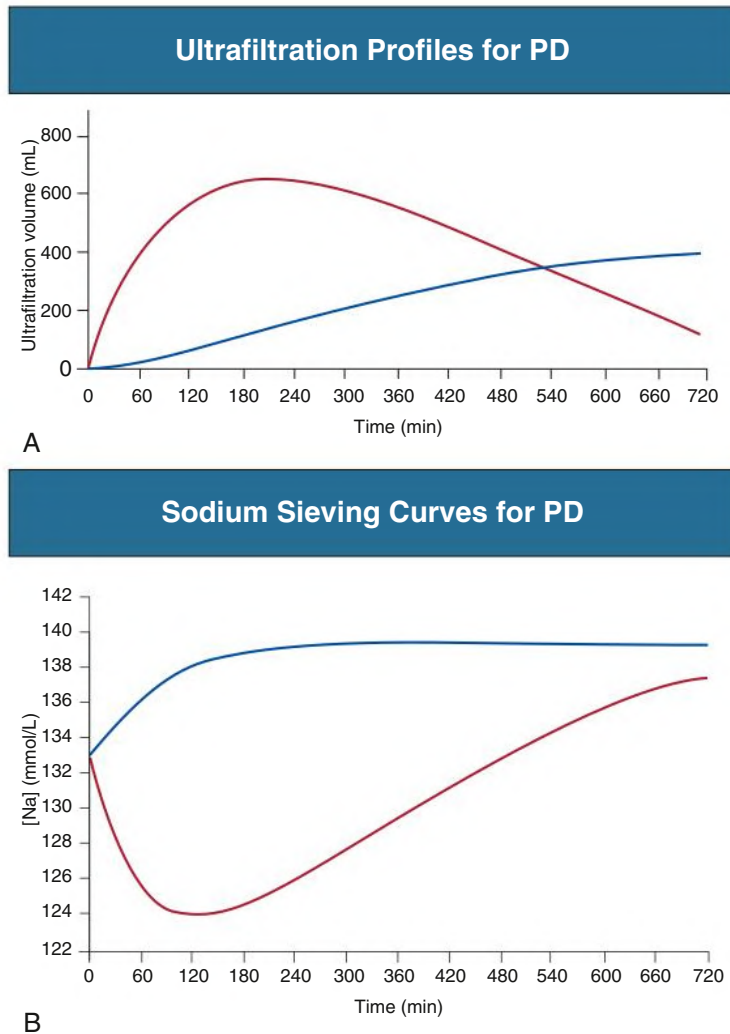 Ultrafiltration Profiles for PD
Ultrafiltration volume (mL)
800
600
400
200
0
0 60 120 180 240 300 360 420 480 540 600 660 720
Time (min)
A
Sodium Sieving Curves for PD
[Na] (mmol/L)
142
140
138
136
134
132
130
128
126
124
122
0 60 120 180 240 300 360 420 480 540 600 660 720
Time (min)
B